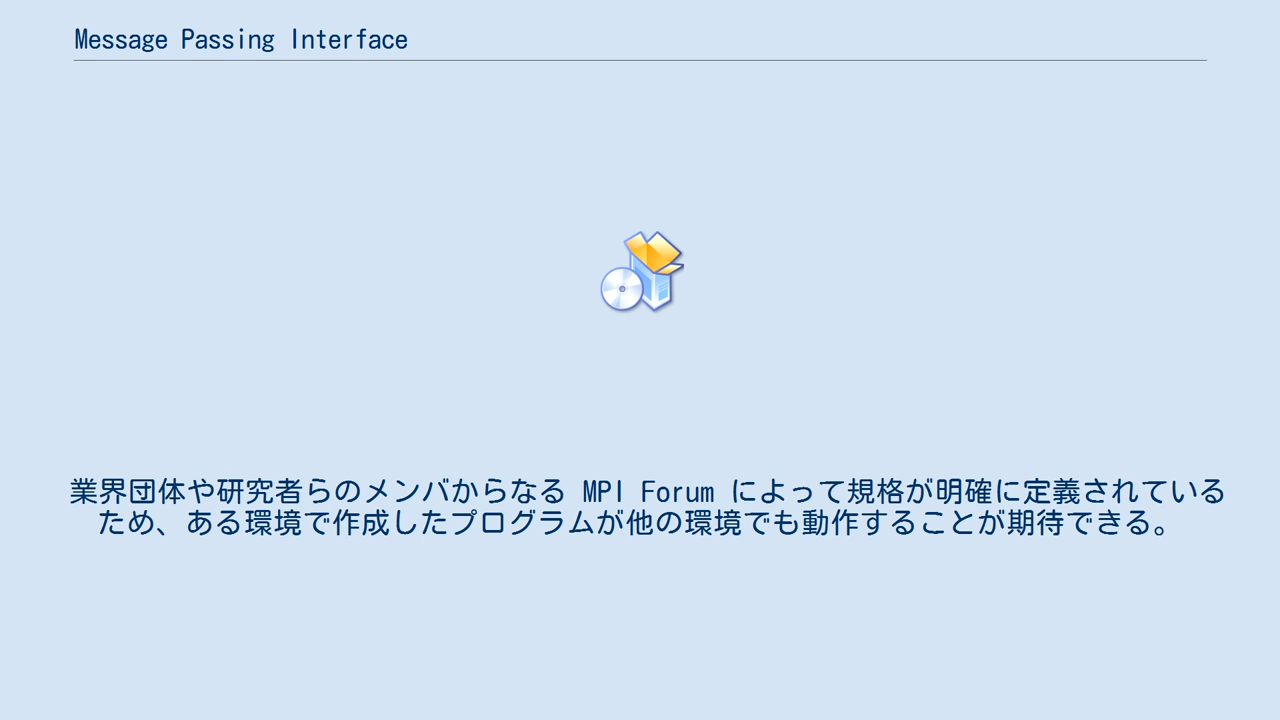 Message Passing Interface
業界団体や研究者らのメンバからなる MPI Forum によって規格が明確に定義されている
ため、ある環境で作成したプログラムが他の環境でも動作することが期待できる。